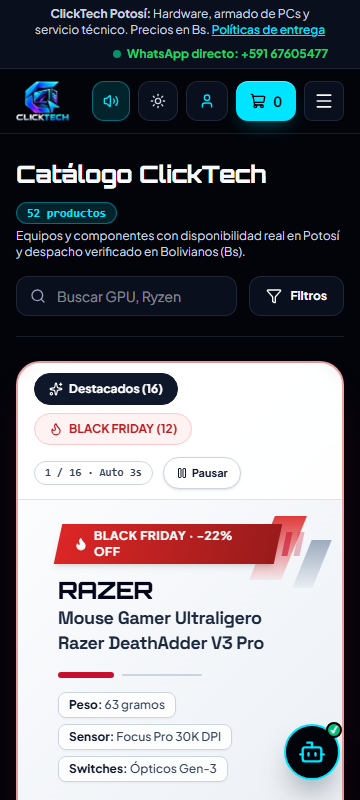 ClickTech Potosí: Hardware, armado de PCs y
servicio técnico. Precios en Bs. Políticas de entrega
WhatsApp directo: +591 67605477
CLICKTECH
0
Catálogo ClickTech
52 productos
Equipos y componentes con disponibilidad real en Potosí
y despacho verificado en Bolivianos (Bs).
Buscar GPU, Ryzen
Filtros
Destacados (16)
BLACK FRIDAY (12)
1 / 16 · Auto 3s
Pausar
BLACK FRIDAY · -22%
OFF
RAZER
Mouse Gamer Ultraligero
Razer DeathAdder V3 Pro
Peso: 63 gramos
Sensor: Focus Pro 30K DPI
Switches: Ópticos Gen-3